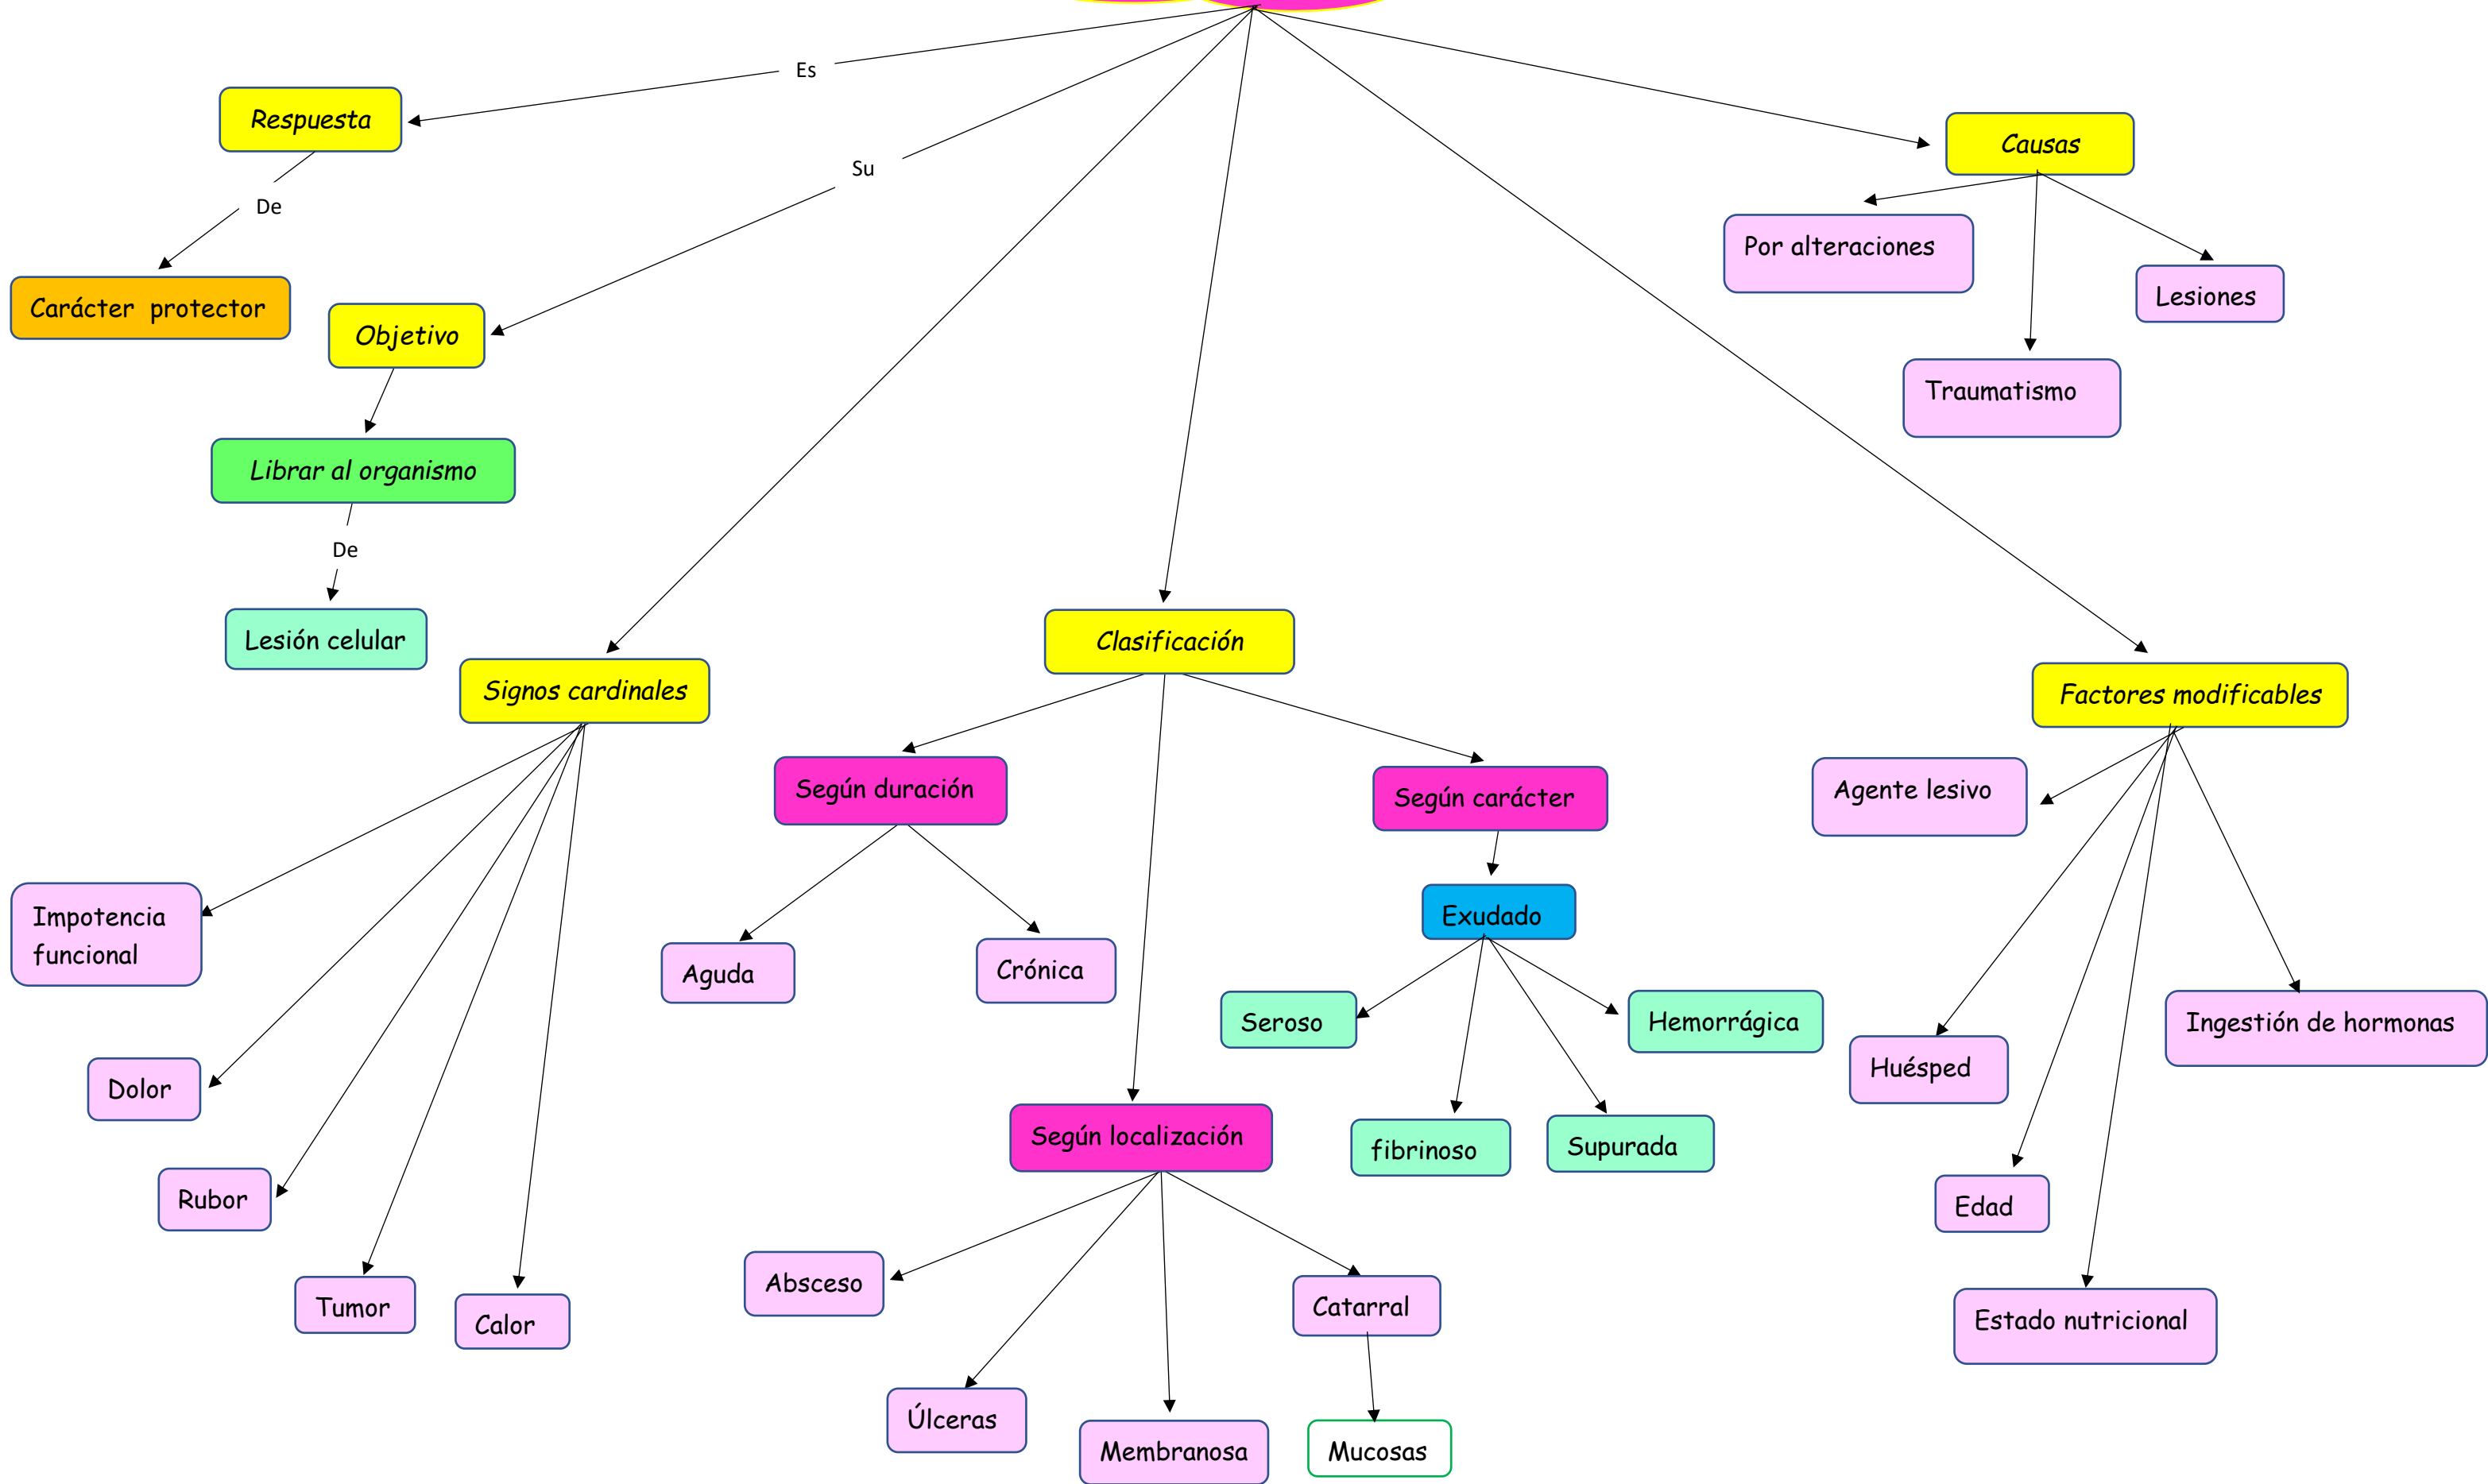 Es
Respuesta
Causas
Su
De
Por alteraciones
Lesiones
Carácter  protector
Objetivo
Traumatismo
Librar al organismo
De
Lesión celular
Clasificación
Signos cardinales
Factores modificables
Según duración
Según carácter
Agente lesivo
Impotencia
funcional
Exudado
Aguda
Crónica
Seroso
Hemorrágica
Ingestión de hormonas
Huésped
Dolor
Según localización
fibrinoso
Supurada
Rubor
Edad
Absceso
Tumor
Calor
Catarral
Estado nutricional
Úlceras
Membranosa
Mucosas